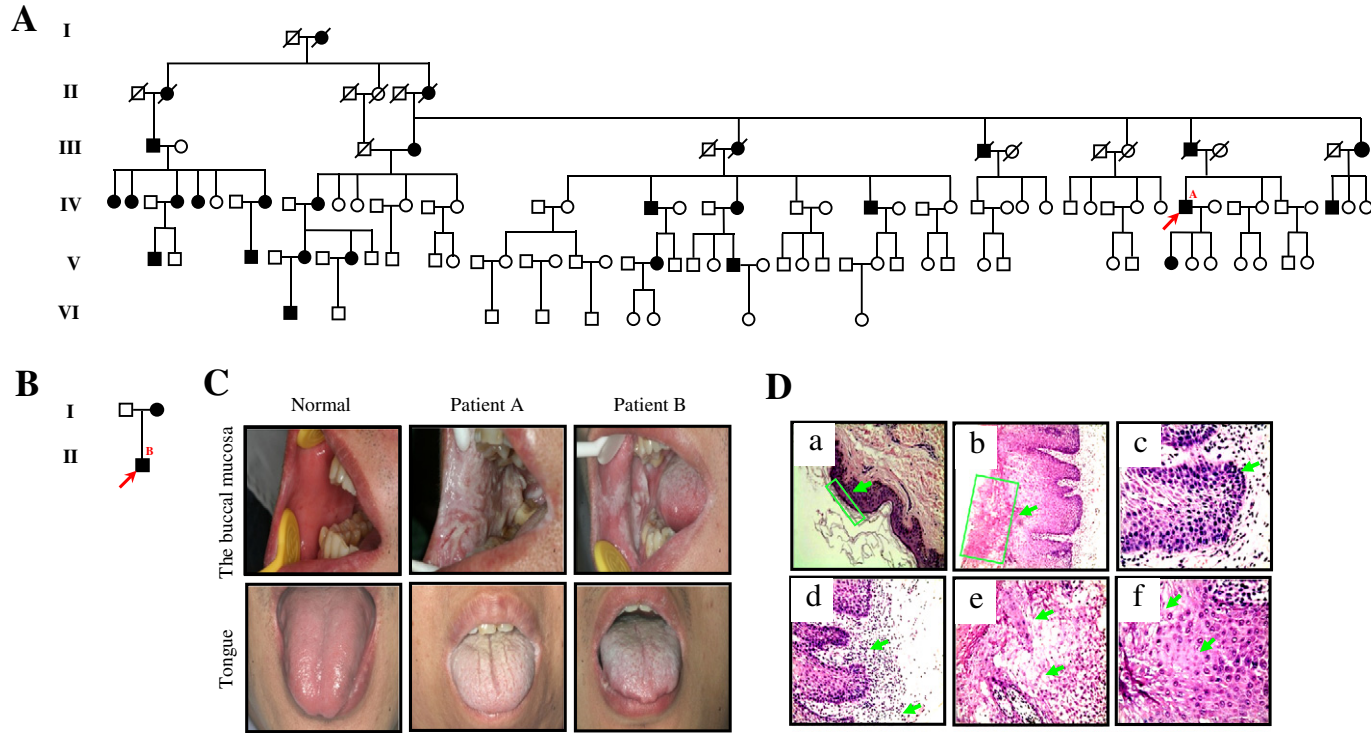 A
I
II
III
IV
A
V
VI
B
I
II
B
C
Normal
Patient A
Patient B
The buccal mucosa
Tongue
D
a
b
c
d
e
f